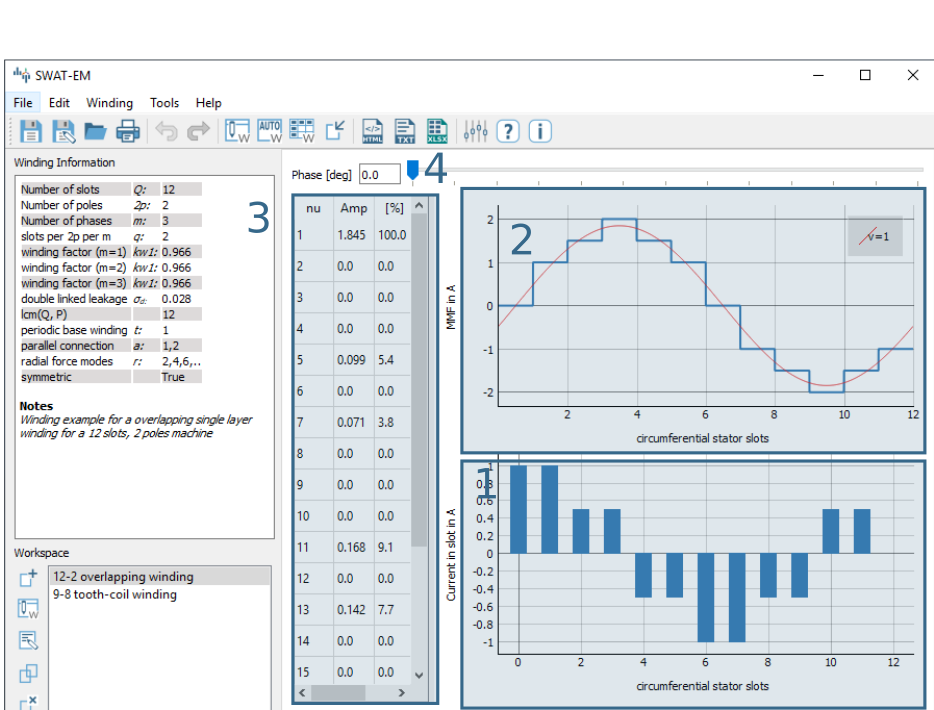 SWAT-EM
File Edit Winding Tools Help
W AUTO W W </> HTML TXT XLSX ? i
Winding Information
Number of slots Q: 12
Number of poles 2p: 2
Number of phases m: 3
slots per 2p per m q: 2
winding factor (m=1) kw1: 0.966
winding factor (m=2) kw1: 0.966
winding factor (m=3) kw1: 0.966
double linked leakage σd: 0.028
lcm(Q, P) 12
periodic base winding t: 1
parallel connection a: 1,2
radial force modes r: 2,4,6,..
symmetric True
Notes
Winding example for a overlapping single layer
winding for a 12 slots, 2 poles machine
Workspace
12-2 overlapping winding
9-8 tooth-coil winding
W
Phase [deg] 0.0
4
3
nu Amp [%]
1 1.845 100.0
2 0.0 0.0
3 0.0 0.0
4 0.0 0.0
5 0.099 5.4
6 0.0 0.0
7 0.071 3.8
8 0.0 0.0
9 0.0 0.0
10 0.0 0.0
11 0.168 9.1
12 0.0 0.0
13 0.142 7.7
14 0.0 0.0
15 0.0 0.0
2
MMF in A
2
1
0
-1
-2
v=1
2 4 6 8 10 12
circumferential stator slots
1
Current in slot in A
1
0.8
0.6
0.4
0.2
0
-0.2
-0.4
-0.6
-0.8
-1
0 2 4 6 8 10 12
circumferential stator slots